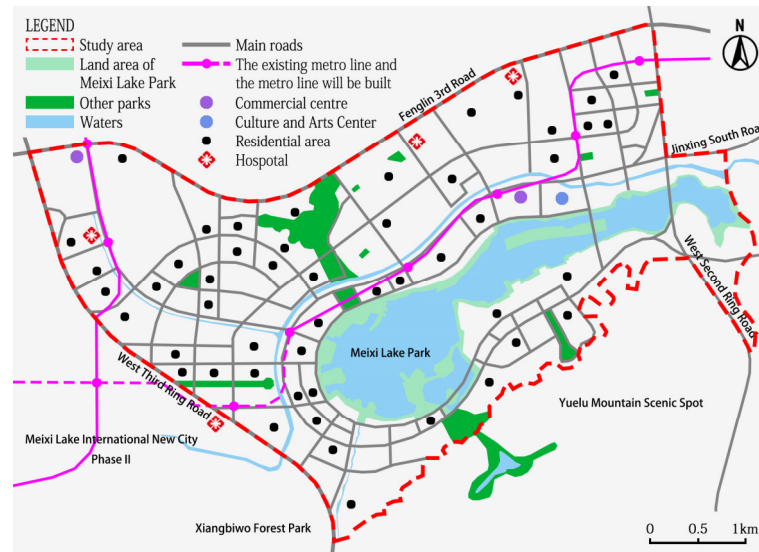 LEGEND
Study area
Land area of
Meixi Lake Park
Other parks
Waters
Main roads
The existing metro line and
the metro line will be built
Commercial centre
Culture and Arts Center
Residential area
Hospotal
N
Fenglin 3rd Road
Jinxing South Roa
West Second Ring Road
Meixi Lake Park
West Third Ring Road
Yuelu Mountain Scenic Spot
Meixi Lake International New City
Phase II
Xiangbiwo Forest Park
0 0.5 1km